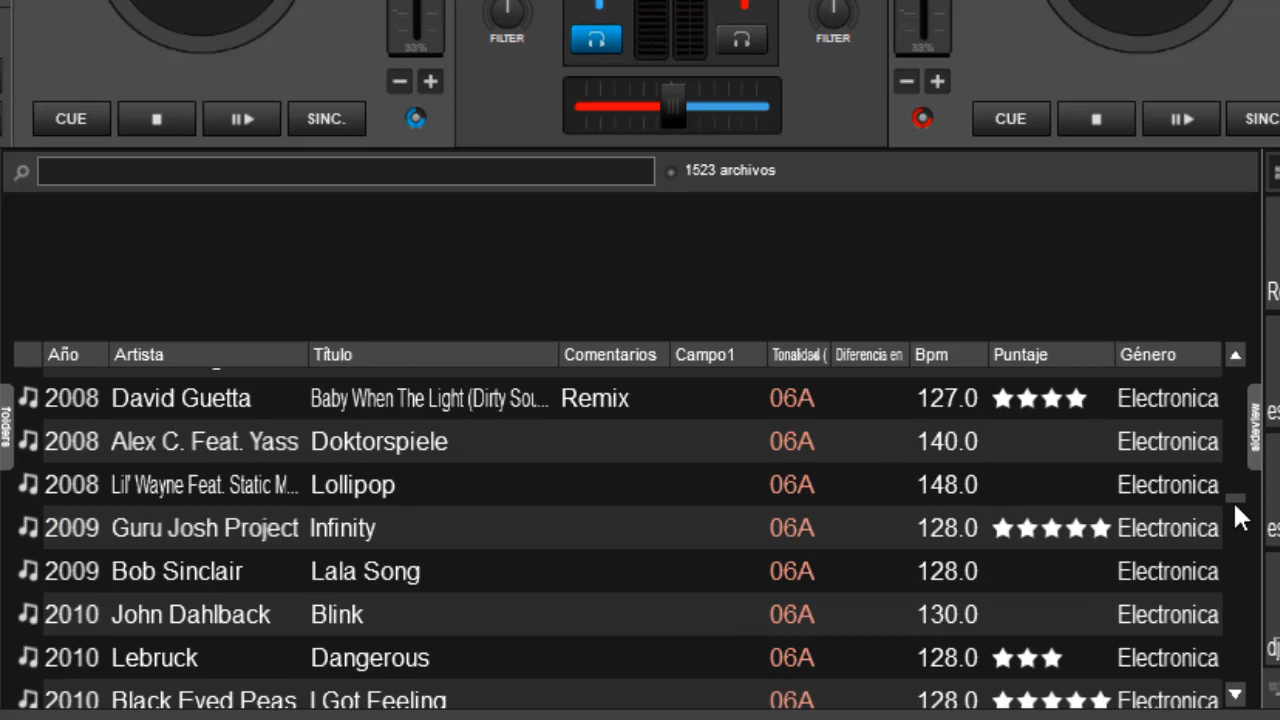 33% FILTER FILTER 33%
CUE SINC. CUE SINC
1523 archivos
Año Artista Título Comentarios Campo1 Tonalidad ( Diferencia en Bpm Puntaje Género
2008 David Guetta Baby When The Light (Dirty Sou... Remix 06A 127.0 ★★★★ Electronica
2008 Alex C. Feat. Yass Doktorspiele 06A 140.0 Electronica
2008 Lil' Wayne Feat. Static M... Lollipop 06A 148.0 Electronica
2009 Guru Josh Project Infinity 06A 128.0 ★★★★★ Electronica
2009 Bob Sinclair Lala Song 06A 128.0 Electronica
2010 John Dahlback Blink 06A 130.0 Electronica
2010 Lebruck Dangerous 06A 128.0 ★★★ Electronica
2010 Black Eyed Peas I Got Feeling 06A 128.0 ★★★★★ Electronica
folders
sideview